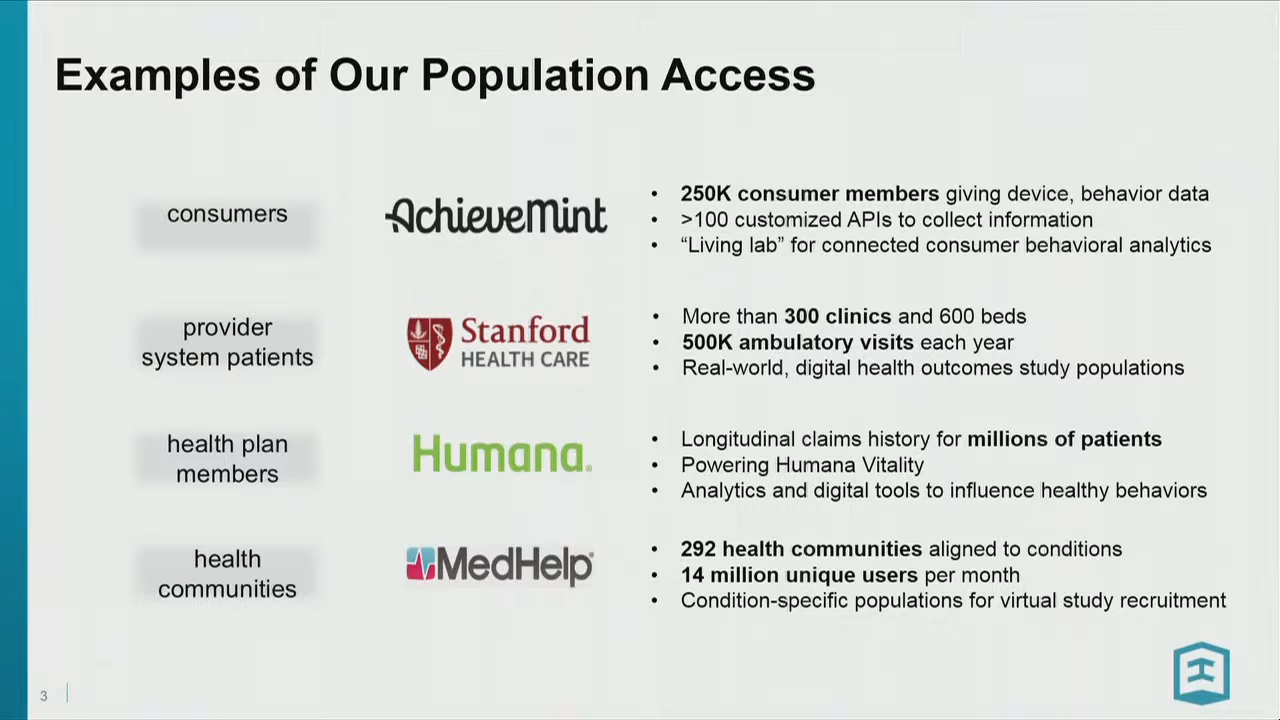 Examples of Our Population Access
consumers
AchieveMint
• 250K consumer members giving device, behavior data
• >100 customized APIs to collect information
• “Living lab” for connected consumer behavioral analytics
provider
system patients
Stanford
HEALTH CARE
• More than 300 clinics and 600 beds
• 500K ambulatory visits each year
• Real-world, digital health outcomes study populations
health plan
members
Humana®
• Longitudinal claims history for millions of patients
• Powering Humana Vitality
• Analytics and digital tools to influence healthy behaviors
health
communities
MedHelp®
• 292 health communities aligned to conditions
• 14 million unique users per month
• Condition-specific populations for virtual study recruitment
3